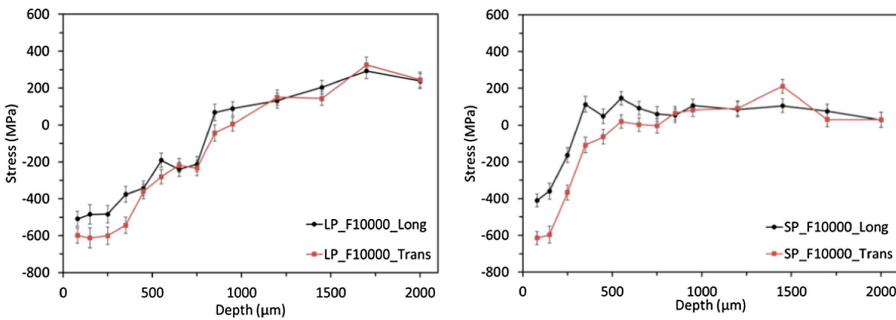 600
400
200
0
-200
-400
-600
-800
Stress (MPa)
LP_F10000_Long
LP_F10000_Trans
0 500 1000 1500 2000
Depth (μm)
600
400
200
0
-200
-400
-600
-800
Stress (MPa)
SP_F10000_Long
SP_F10000_Trans
0 500 1000 1500 2000
Depth (μm)